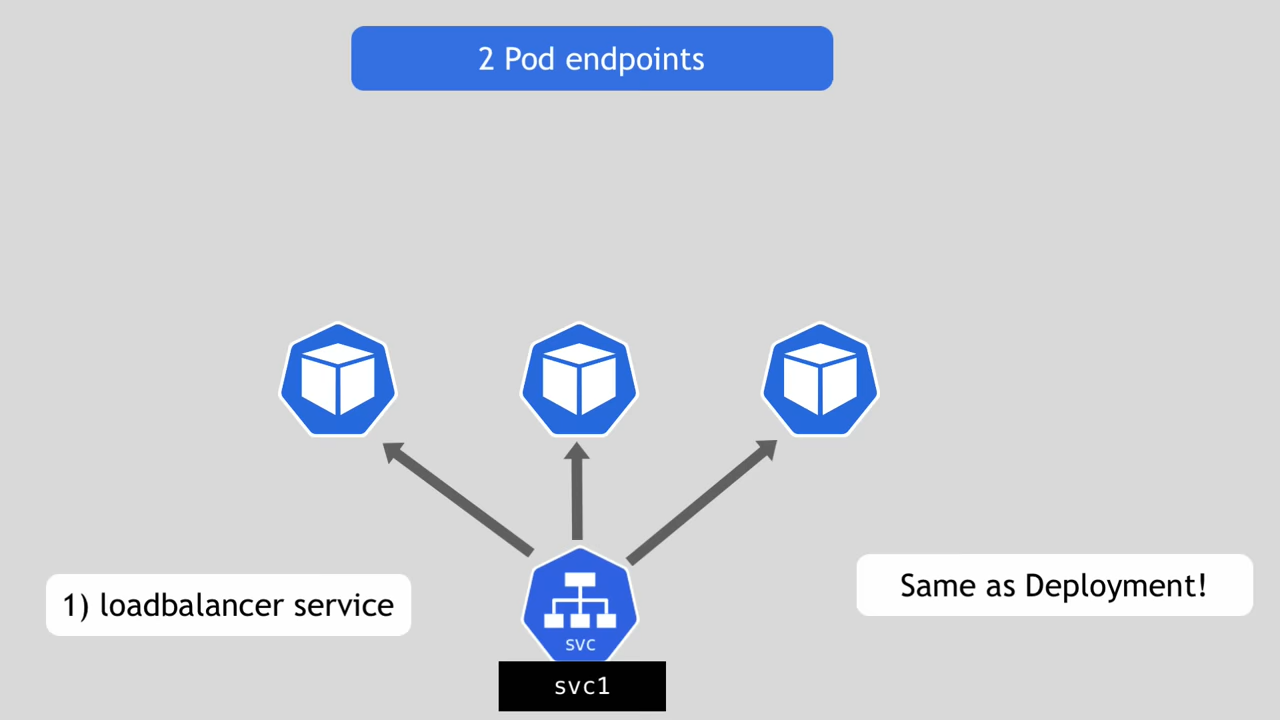 2 Pod endpoints
1) loadbalancer service
Same as Deployment!
svc
svc1